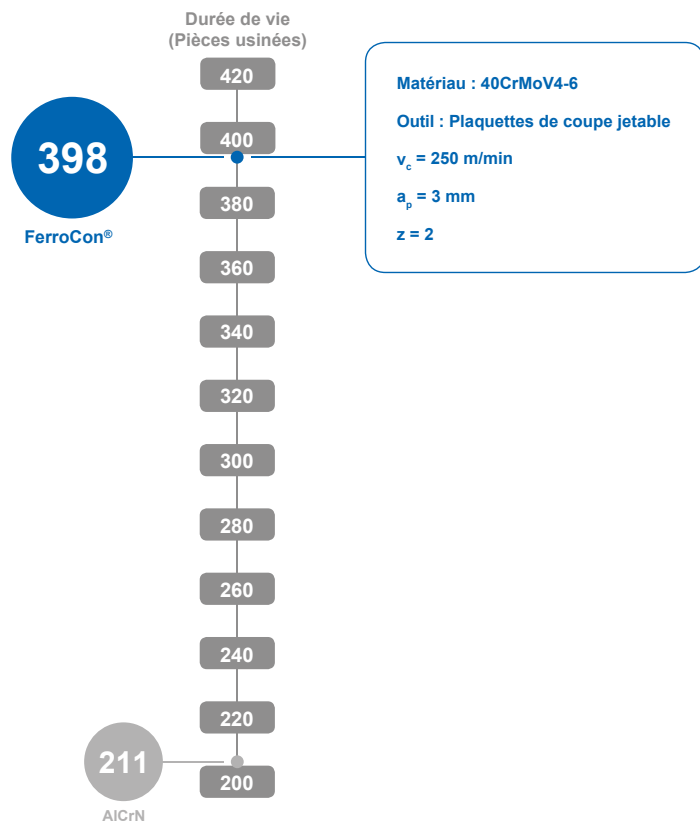 Durée de vie
(Pièces usinées)
420
400
398
FerroCon®
Matériau : 40CrMoV4-6
Outil : Plaquettes de coupe jetable
vc = 250 m/min
ap = 3 mm
z = 2
380
360
340
320
300
280
260
240
220
211
AlCrN
200